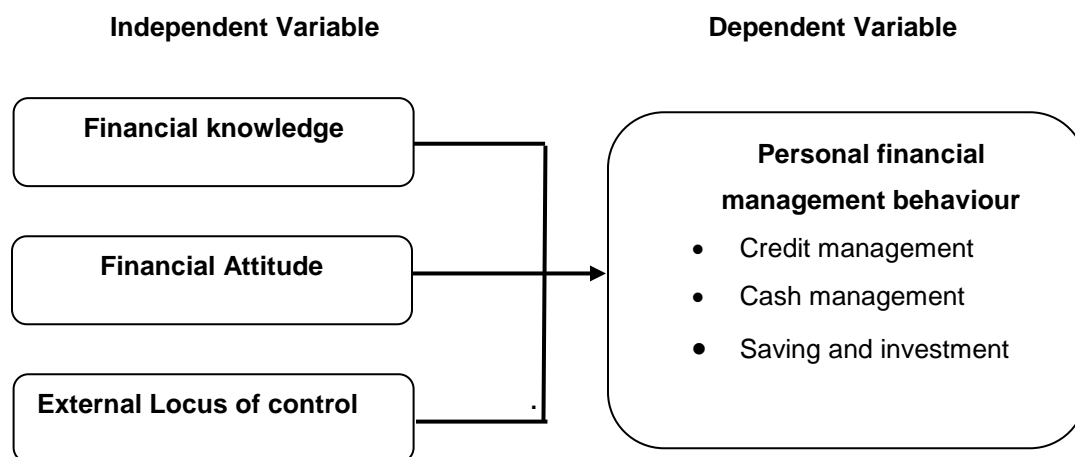 Independent Variable
Dependent Variable
Financial knowledge
Financial Attitude
External Locus of control
.
Personal financial
management behaviour
• Credit management
• Cash management
• Saving and investment